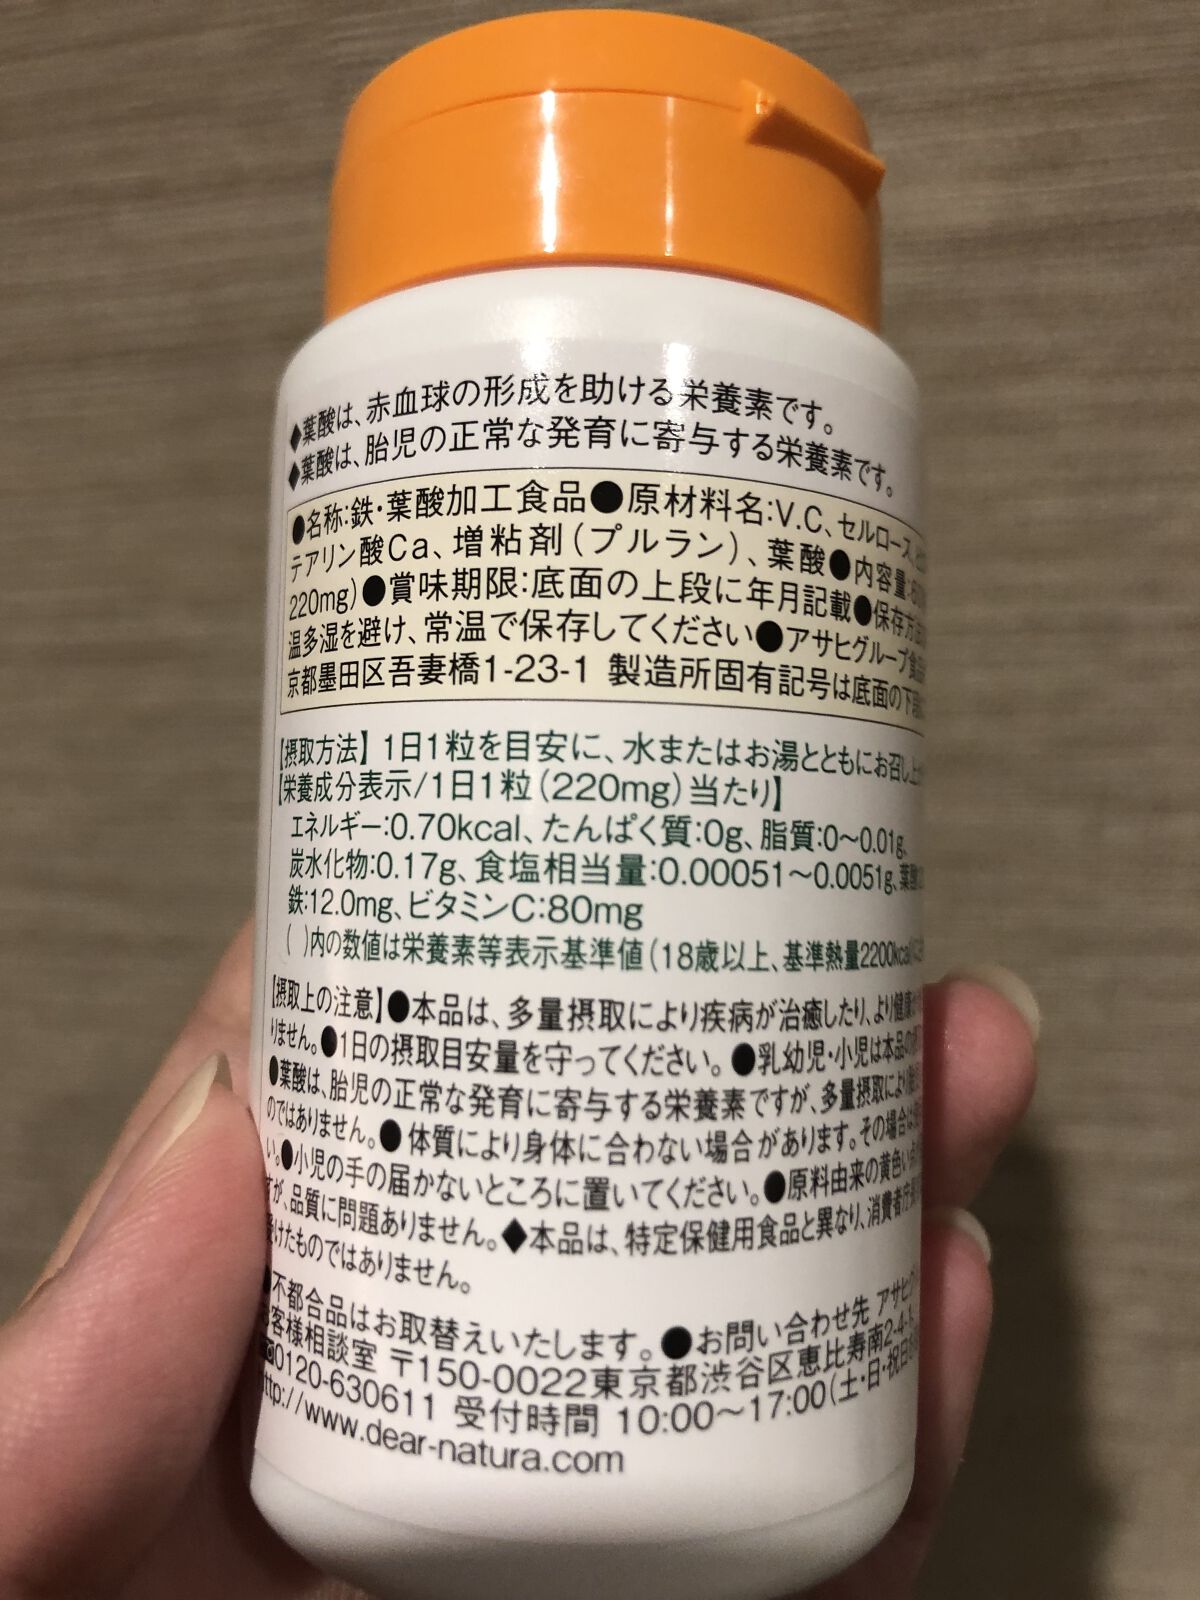 ◆葉酸は、赤血球の形成を助ける栄養素です。
◆葉酸は、胎児の正常な発育に寄与する栄養素です。
●名称:鉄・葉酸加工食品●原材料名:V.C、セルロース、
テアリン酸Ca、増粘剤(プルラン)、葉酸●内容量:
220mg)●賞味期限:底面の上段に年月記載●保存方法
温多湿を避け、常温で保存してください●アサヒグループ食品
京都墨田区吾妻橋1-23-1 製造所固有記号は底面の下段
【摂取方法】1日1粒を目安に、水またはお湯とともにお召し上
【栄養成分表示/1日1粒(220mg)当たり】
エネルギー:0.70kcal、たんぱく質:0g、脂質:0〜0.01g、
炭水化物:0.17g、食塩相当量:0.00051〜0.0051g、葉酸
鉄:12.0mg、ビタミンC:80mg
( )内の数値は栄養素等表示基準値(18歳以上、基準熱量2200kcal)
【摂取上の注意】●本品は、多量摂取により疾病が治癒したり、より健康が
りません。●1日の摂取目安量を守ってください。●乳幼児・小児は本品の
●葉酸は、胎児の正常な発育に寄与する栄養素ですが、多量摂取により
のではありません。●体質により身体に合わない場合があります。その場合は
い。●小児の手の届かないところに置いてください。●原料由来の黄色い
すが、品質に問題ありません。◆本品は、特定保健用食品と異なり、消費者庁長
受けたものではありません。
●不都合品はお取替えいたします。●お問い合わせ先 アサヒ
お客様相談室 〒150-0022東京都渋谷区恵比寿南2-4-1
0120-630611 受付時間 10:00〜17:00(土・日・祝日
http://www.dear-natura.com